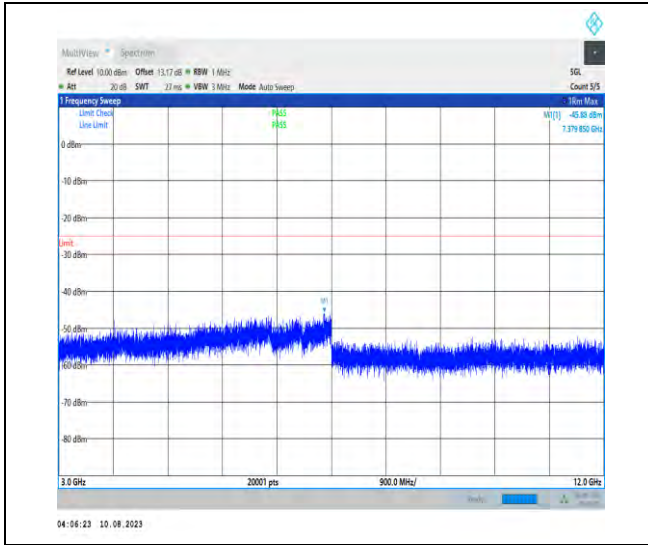 MultiView Spectrum
Ref Level 10.00 dBm Offset 13.17 dB RBW 1 MHz SGL
Att 20 dB SWT 27 ms VBW 3 MHz Mode Auto Sweep Count 5/5
1 Frequency Sweep 1Rm Max
Limit Check PASS M1[1] -45.80 dBm
Line Limit PASS 7.379 850 GHz
0 dBm
-10 dBm
-20 dBm
Limit
-30 dBm
-40 dBm
M1
-50 dBm
-60 dBm
-70 dBm
-80 dBm
3.0 GHz 20001 pts 900.0 MHz/ 12.0 GHz
Ready
04:06:23 10.08.2023